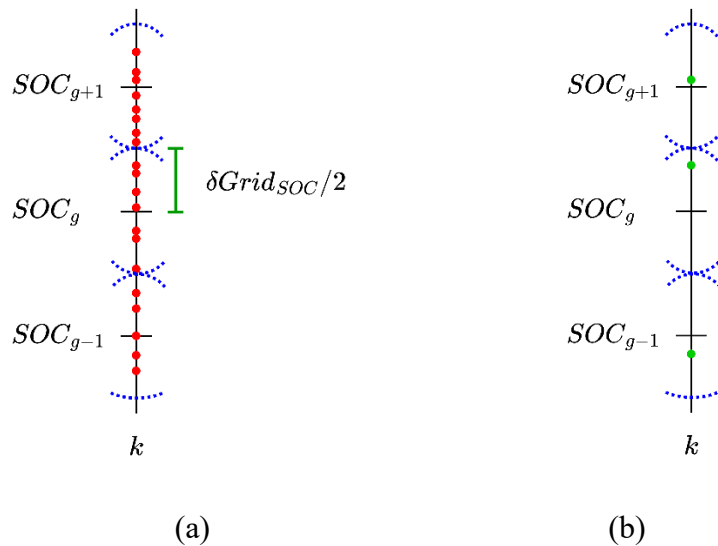 SOC_{g+1}
δGrid_{SOC}/2
SOC_g
SOC_{g−1}
k
(a)
SOC_{g+1}
SOC_g
SOC_{g−1}
k
(b)